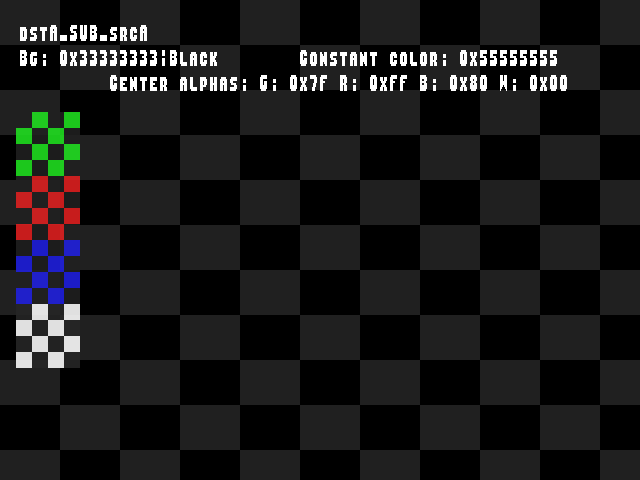 dstA_SUB_srcA
Bg: 0x33333333;Black Constant color: 0x55555555
Center alphas: G: 0x7F R: 0xFF B: 0x80 W: 0x00